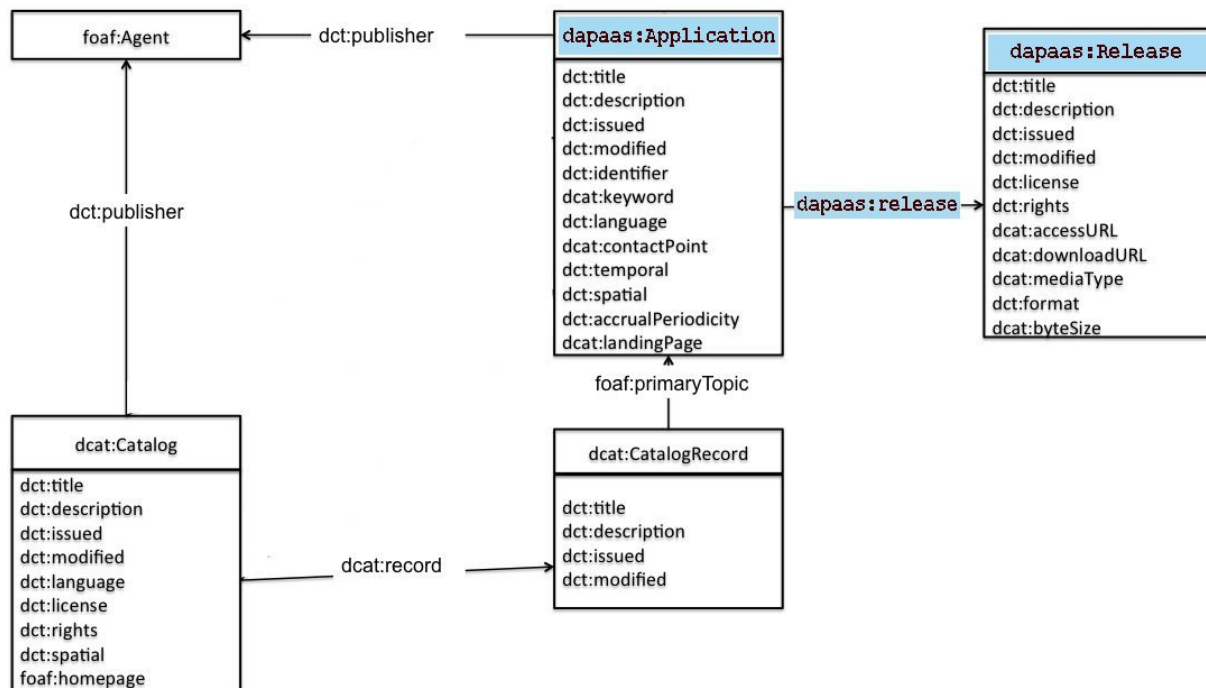 foaf:Agent
dct:publisher
dapaas:Application
dct:title
dct:description
dct:issued
dct:modified
dct:identifier
dcat:keyword
dct:language
dcat:contactPoint
dct:temporal
dct:spatial
dct:accrualPeriodicity
dcat:landingPage
dapaas:release
dapaas:Release
dct:title
dct:description
dct:issued
dct:modified
dct:license
dct:rights
dcat:accessURL
dcat:downloadURL
dcat:mediaType
dct:format
dcat:byteSize
dct:publisher
foaf:primaryTopic
dcat:Catalog
dct:title
dct:description
dct:issued
dct:modified
dct:language
dct:license
dct:rights
dct:spatial
foaf:homepage
dcat:record
dcat:CatalogRecord
dct:title
dct:description
dct:issued
dct:modified